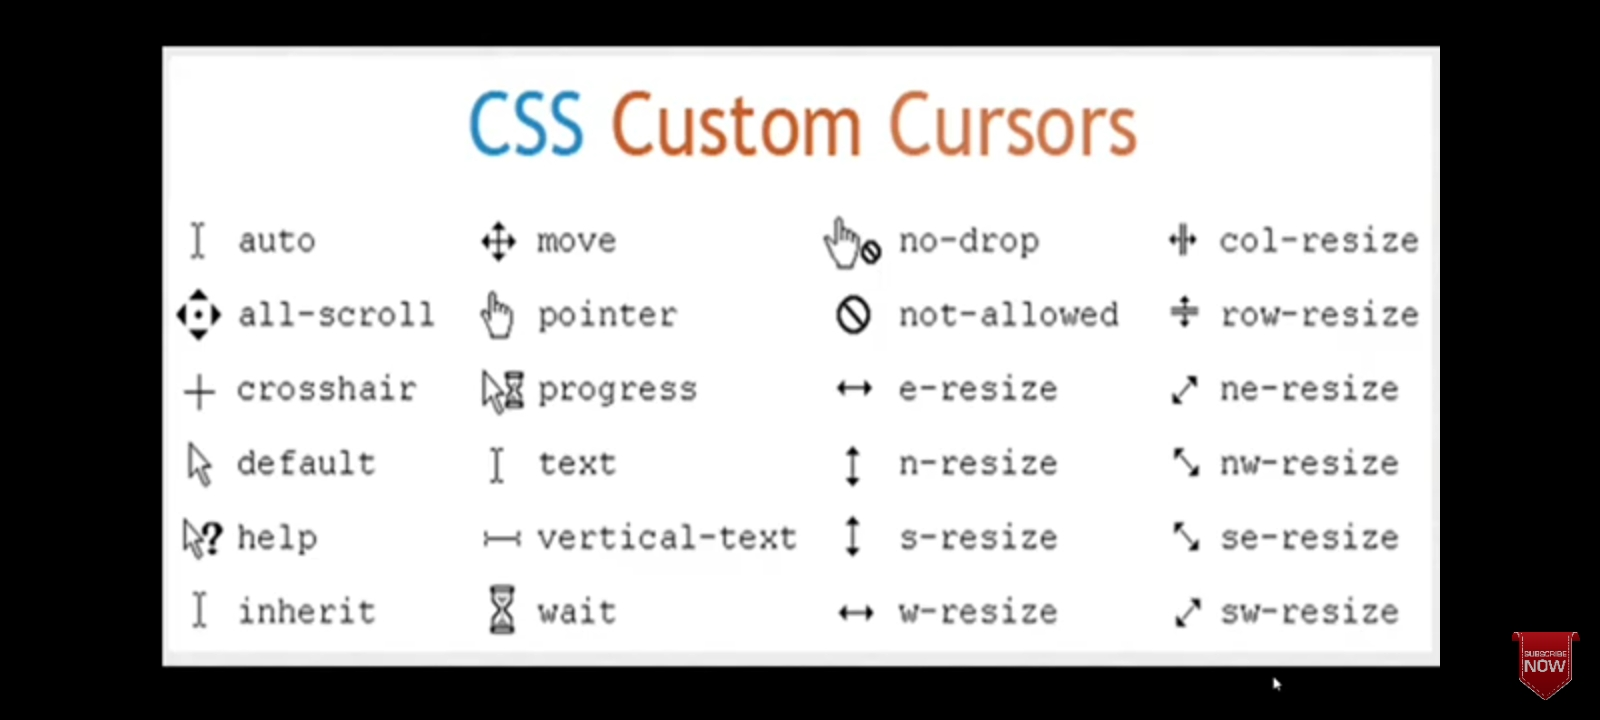 CSS Custom Cursors
auto move no-drop col-resize
all-scroll pointer not-allowed row-resize
crosshair progress e-resize ne-resize
default text n-resize nw-resize
help vertical-text s-resize se-resize
inherit wait w-resize sw-resize
SUBSCRIBE
NOW